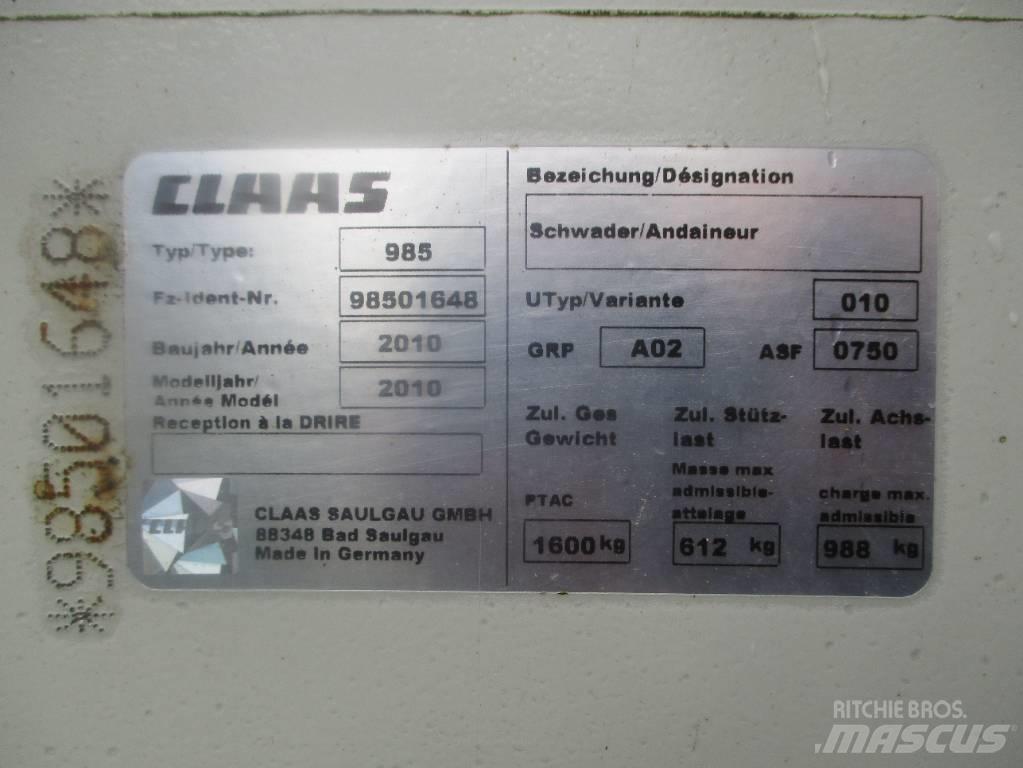 *98501648*
CLAAS
Typ/Type: 985
Fz-Ident-Nr. 98501648
Baujahr/Année 2010
Modelljahr/
Année Modél 2010
Reception à la DRIRE
CLAAS SAULGAU GMBH
88348 Bad Saulgau
Made In Germany
Bezeichung/Désignation
Schwader/Andaineur
UTyp/Variante 010
GRP A02 ASF 0750
Zul. Ges Gewicht
PTAC
1600 kg
Zul. Stütz-
last
Masse max
admissible-
attelage
612 kg
Zul. Achs-
last
charge max.
admissible
988 kg
RITCHIE BROS.
MASCUS